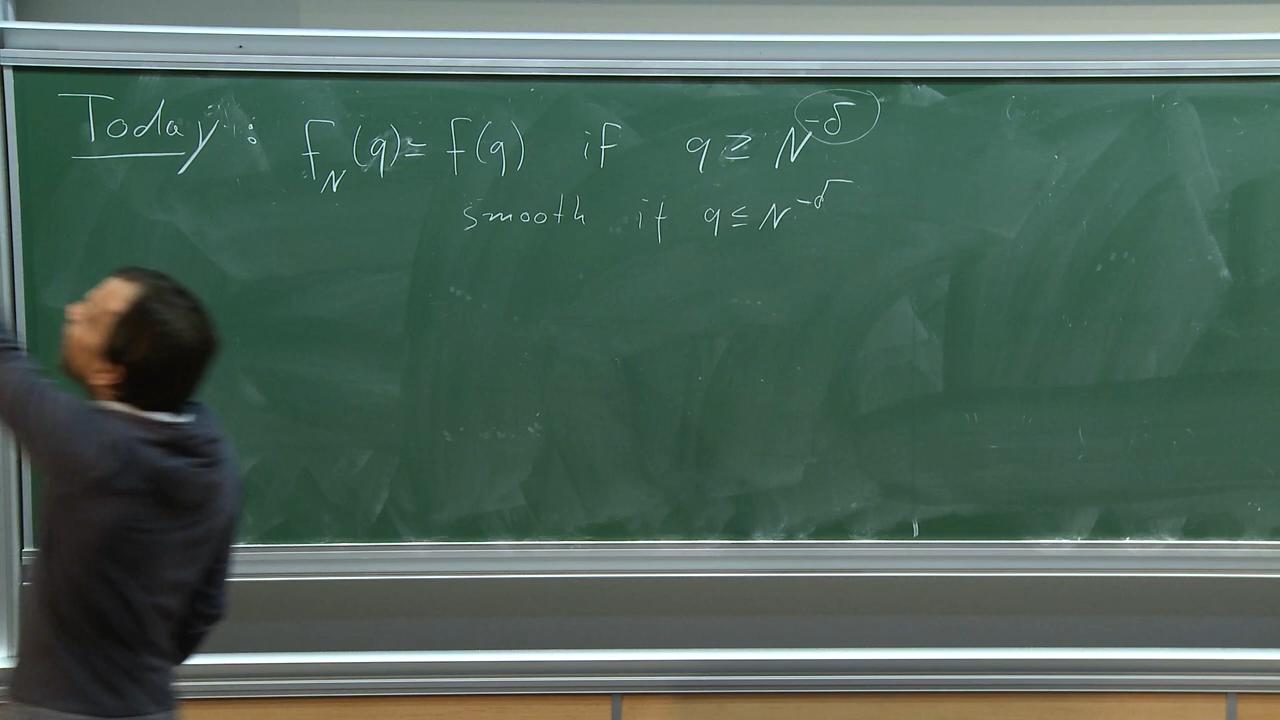 Today : f_N(q) = f(q) if q ≥ N^{-δ}
smooth if q ≤ N^{-δ}